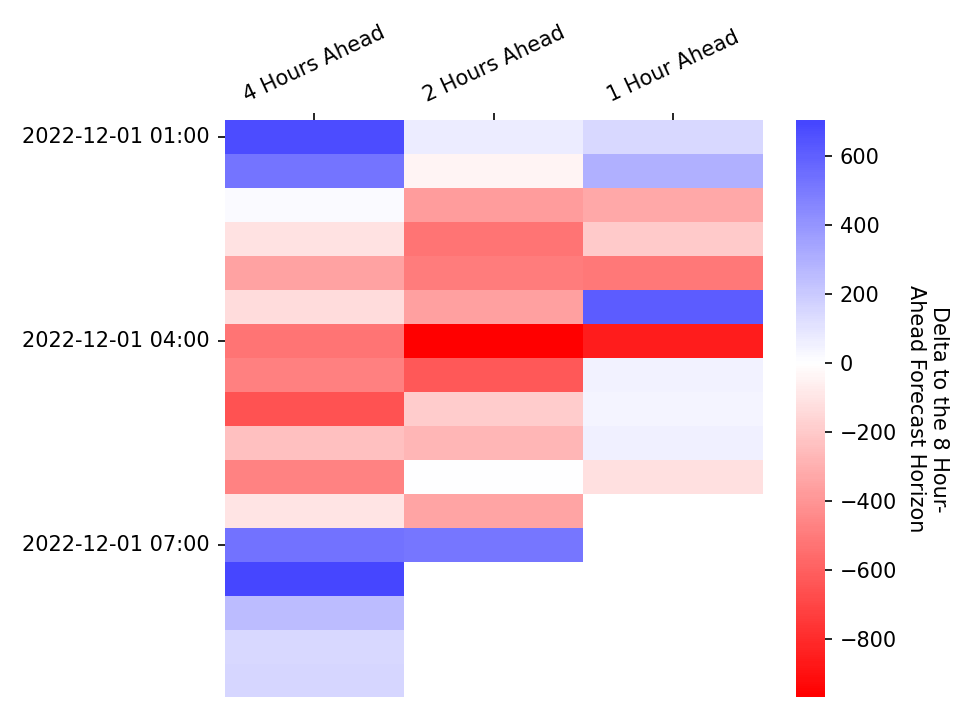 4 Hours Ahead
2 Hours Ahead
1 Hour Ahead
2022-12-01 01:00
2022-12-01 04:00
2022-12-01 07:00
600
400
200
0
−200
−400
−600
−800
Delta to the 8 Hour-
Ahead Forecast Horizon